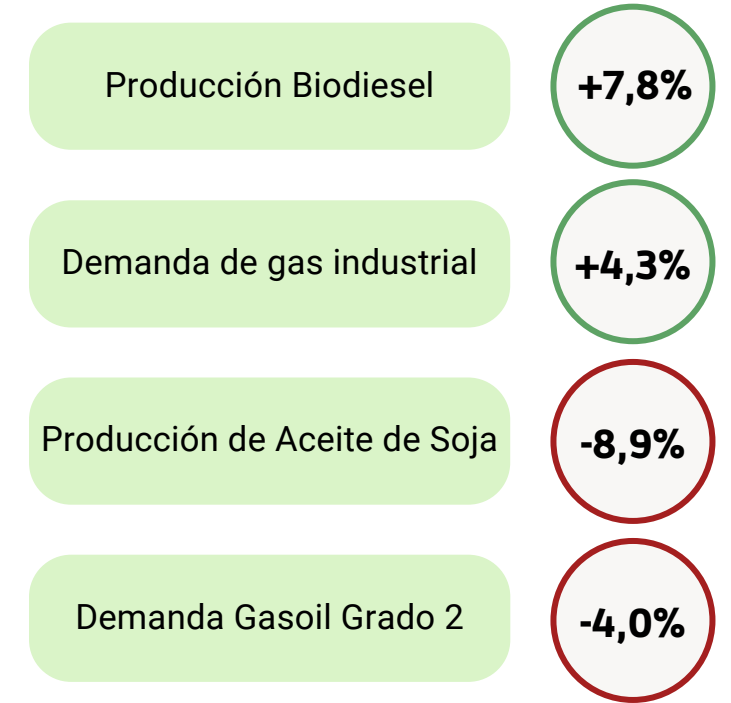 Producción Biodiesel
+7,8%
Demanda de gas industrial
+4,3%
Producción de Aceite de Soja
-8,9%
Demanda Gasoil Grado 2
-4,0%